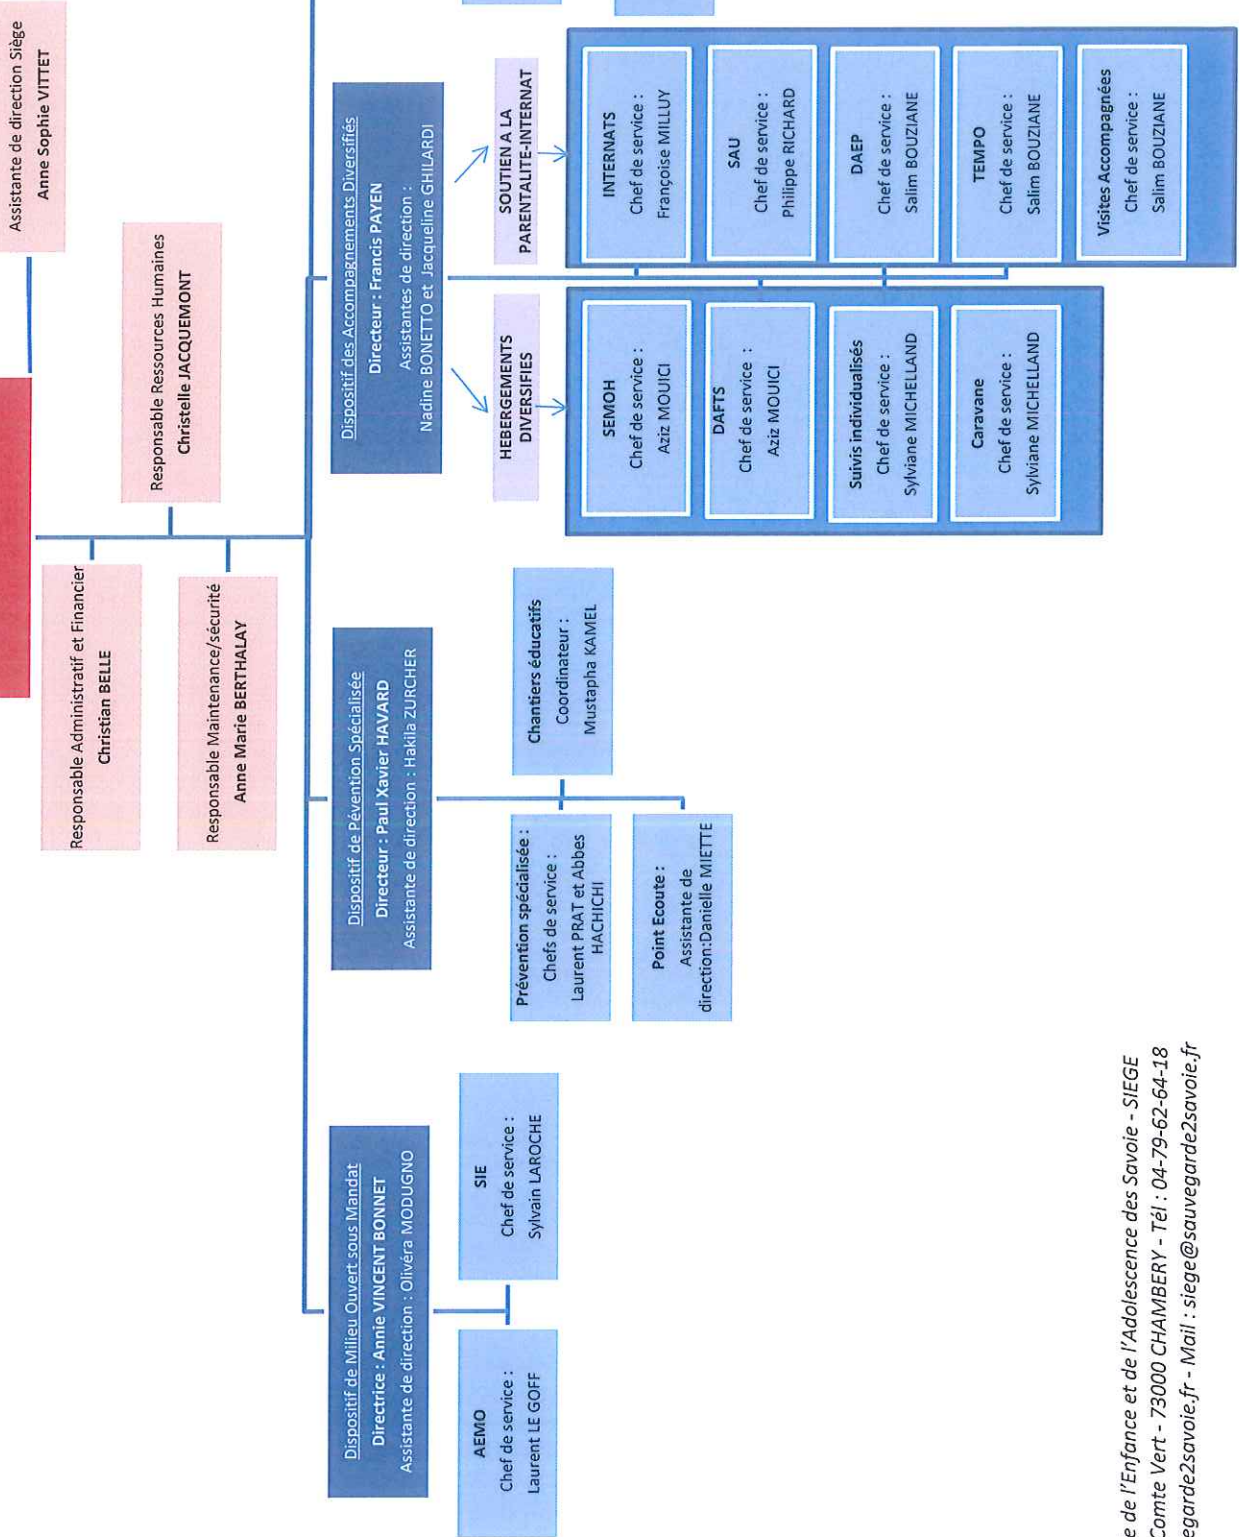 Assistante de direction Siège
Anne Sophie VITTET
Responsable Administratif et Financier
Christian BELLE
Responsable Ressources Humaines
Christelle JACQUEMONT
Responsable Maintenance/sécurité
Anne Marie BERTHALAY
Dispositif de Milieu Ouvert sous Mandat
Directrice : Annie VINCENT BONNET
Assistante de direction : Olivéra MODUGNO
AEMO
Chef de service :
Laurent LE GOFF
SIE
Chef de service :
Sylvain LAROCHE
Dispositif de Pévention Spécialisée
Directeur : Paul Xavier HAVARD
Assistante de direction : Hakila ZURCHER
Prévention spécialisée :
Chefs de service :
Laurent PRAT et Abbes
HACHICHI
Chantiers éducatifs
Coordinateur :
Mustapha KAMEL
Point Ecoute :
Assistante de
direction:Danielle MIETTE
Dispositif des Accompagnements Diversifiés
Directeur : Francis PAYEN
Assistantes de direction :
Nadine BONETTO et Jacqueline GHILARDI
HEBERGEMENTS
DIVERSIFIES
SEMOH
Chef de service :
Aziz MOUICI
DAFTS
Chef de service :
Aziz MOUICI
Suivis individualisés
Chef de service :
Sylviane MICHELLAND
Caravane
Chef de service :
Sylviane MICHELLAND
SOUTIEN A LA
PARENTALITE-INTERNAT
INTERNATS
Chef de service :
Françoise MILLUY
SAU
Chef de service :
Philippe RICHARD
DAEP
Chef de service :
Salim BOUZIANE
TEMPO
Chef de service :
Salim BOUZIANE
Visites Accompagnées
Chef de service :
Salim BOUZIANE
e de l'Enfance et de l'Adolescence des Savoie - SIEGE
Comte Vert - 73000 CHAMBERY - Tél : 04-79-62-64-18
egarde2savoie.fr - Mail : siege@sauvegarde2savoie.fr